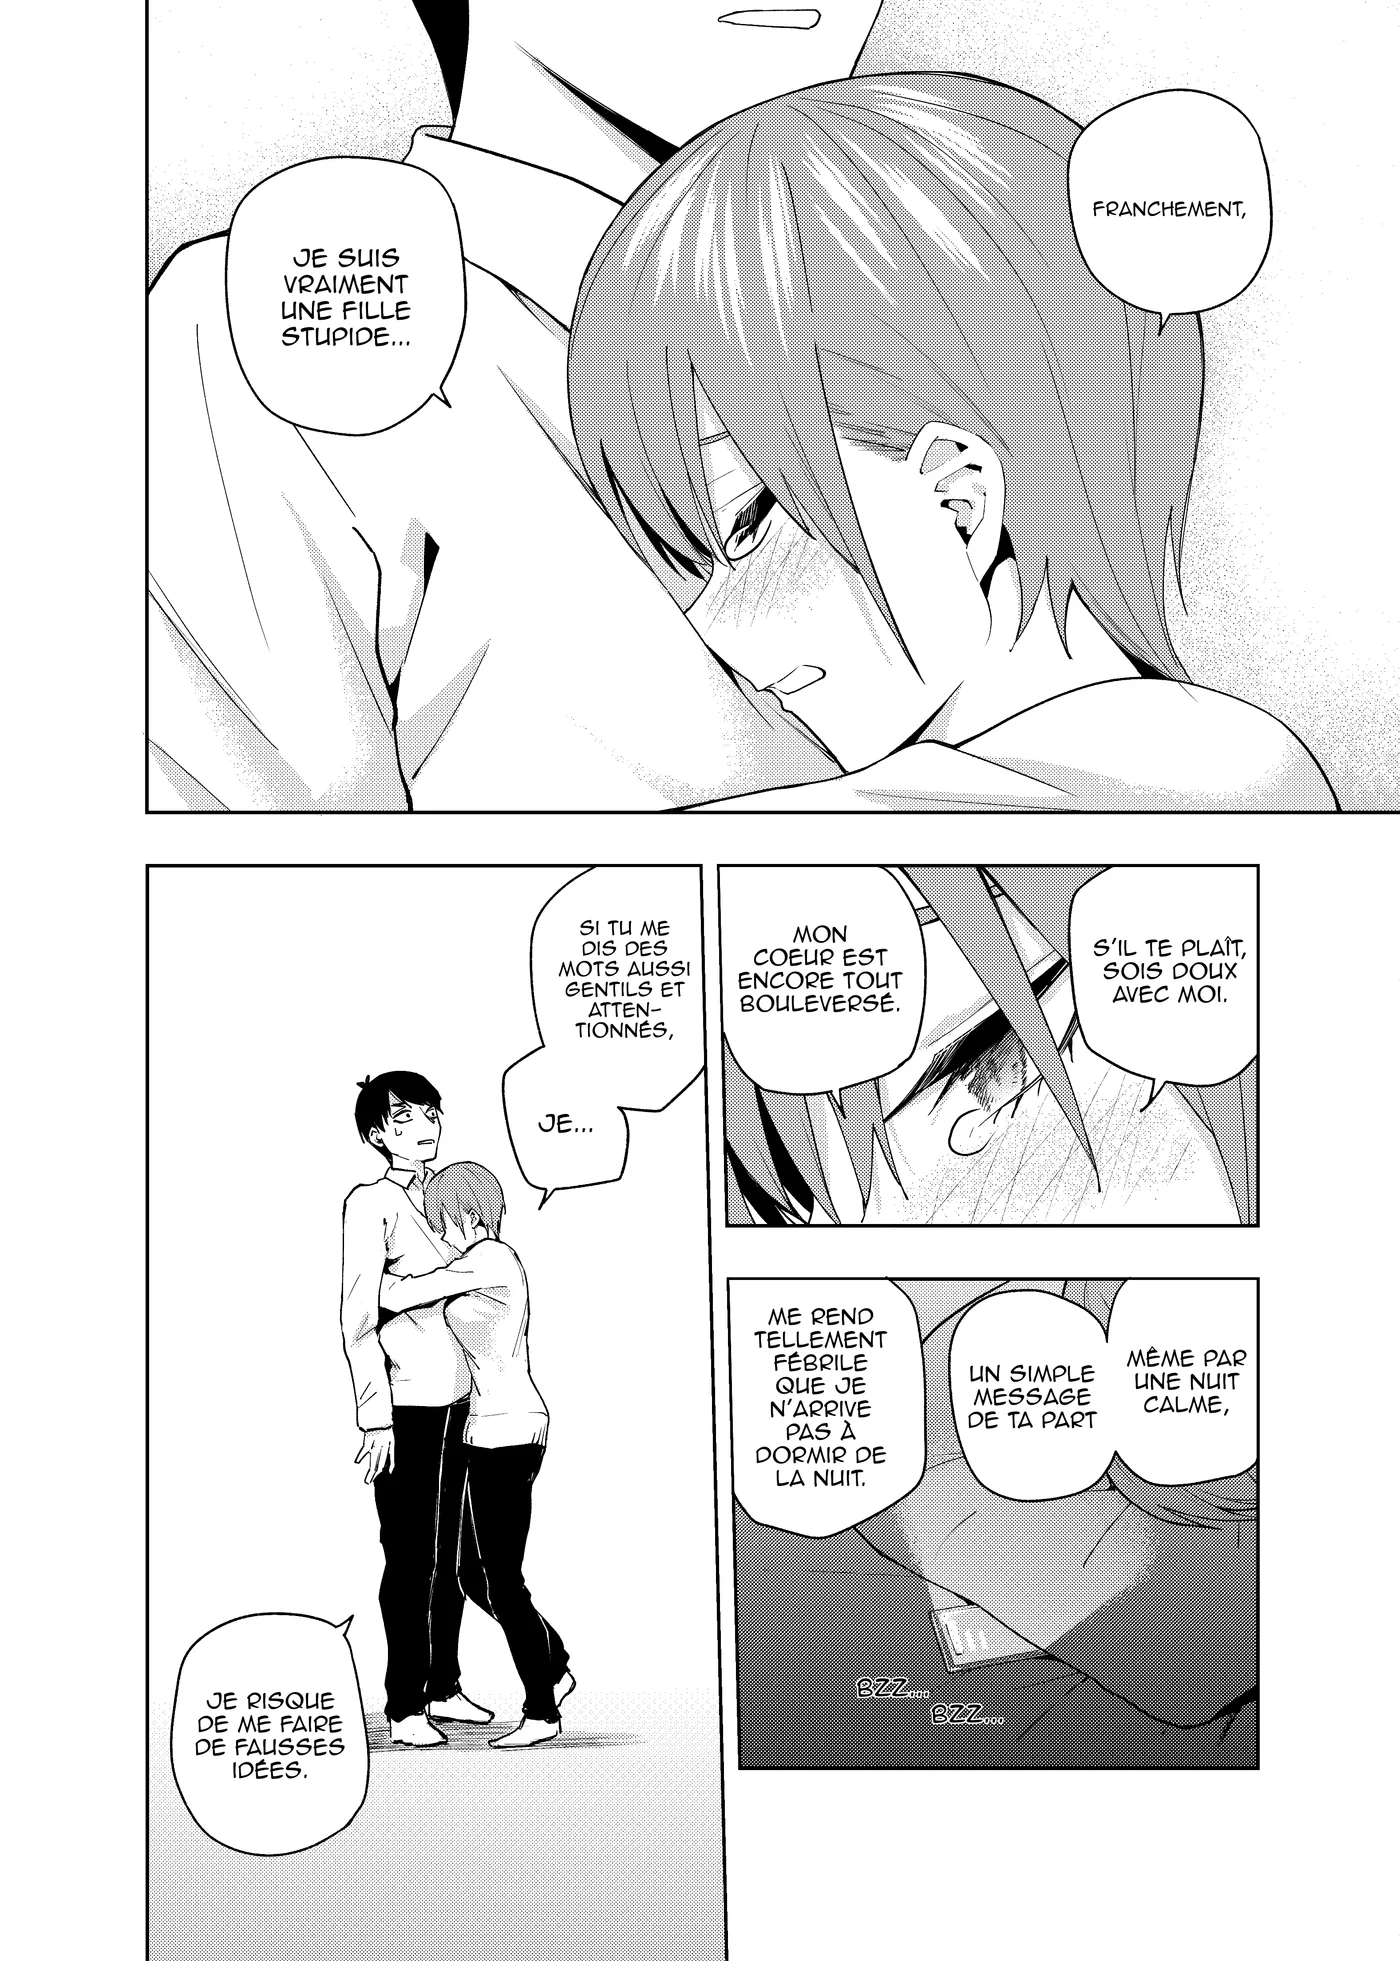 FRANCHEMENT,
JE SUIS
VRAIMENT
UNE FILLE
STUPIDE...
S'IL TE PLAÎT,
SOIS DOUX
AVEC MOI.
MON
COEUR EST
ENCORE TOUT
BOULEVERSÉ.
MÊME PAR
UNE NUIT
CALME,
UN SIMPLE
MESSAGE
DE TA PART
ME REND
TELLEMENT
FÉBRILE
QUE JE
N'ARRIVE
PAS À
DORMIR DE
LA NUIT.
BZZ...
BZZ...
SI TU ME
DIS DES
MOTS AUSSI
GENTILS ET
ATTEN-
TIONNÉS,
JE...
JE RISQUE
DE ME FAIRE
DE FAUSSES
IDÉES.